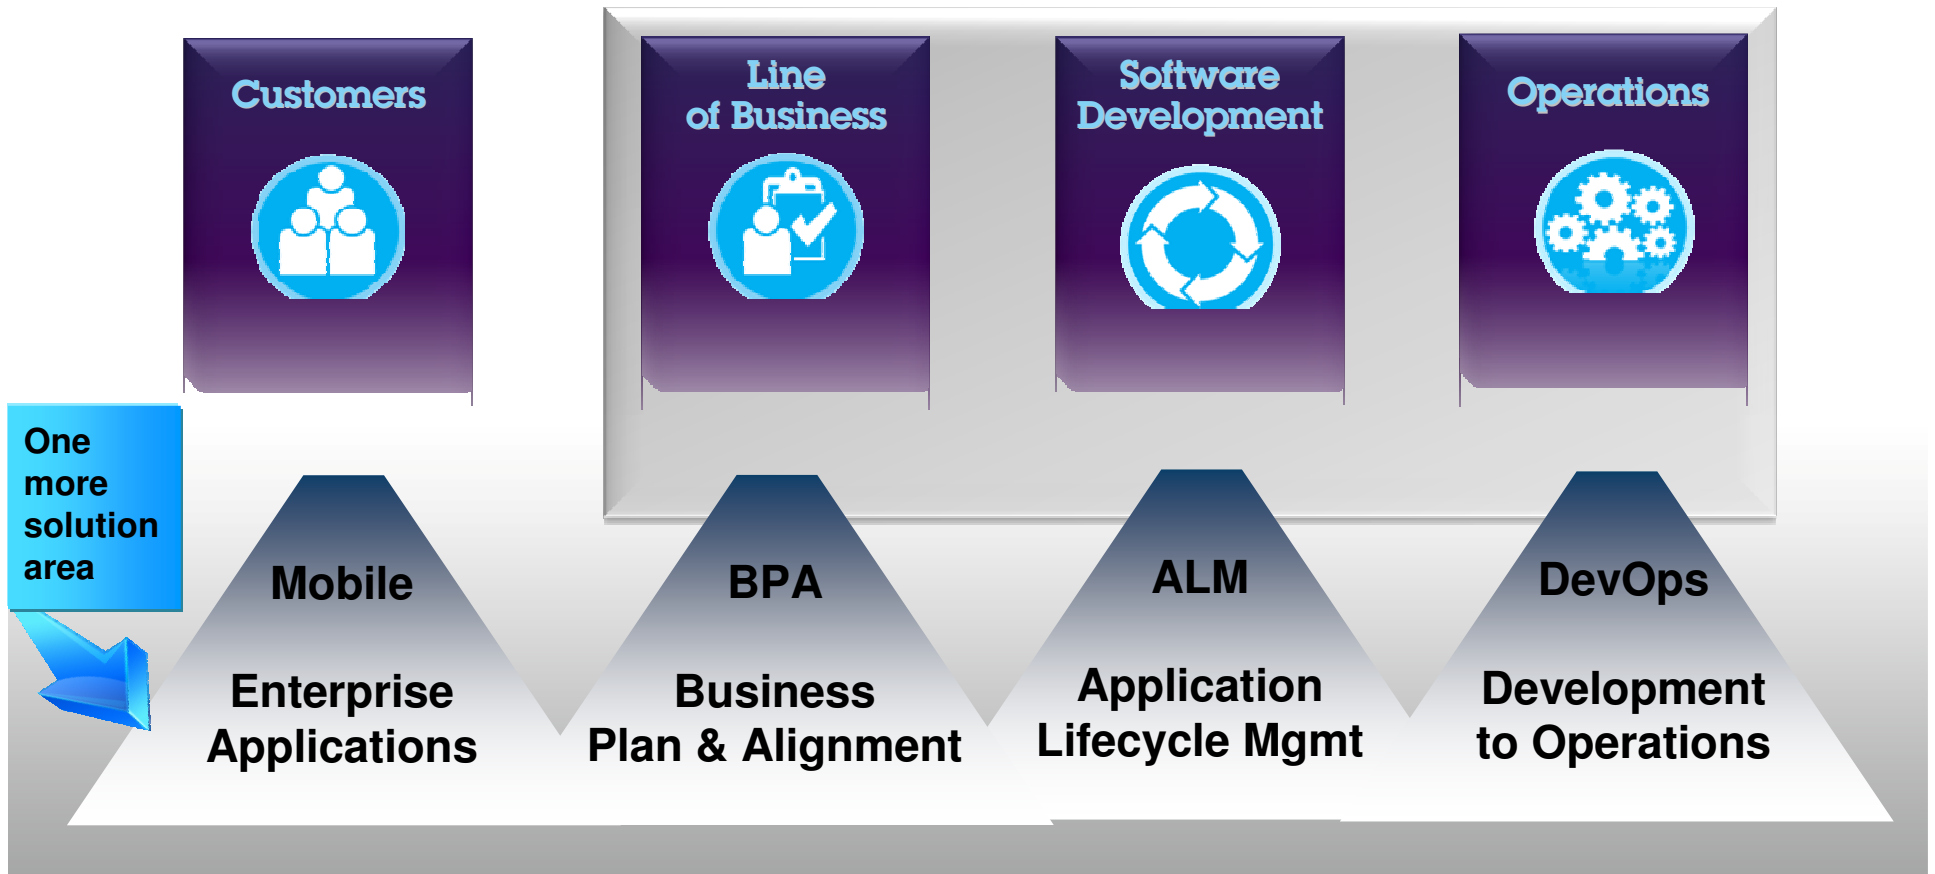 Customers
Line
of Business
Software
Development
Operations
One
more
solution
area
Mobile
Enterprise
Applications
BPA
Business
Plan & Alignment
ALM
Application
Lifecycle Mgmt
DevOps
Development
to Operations